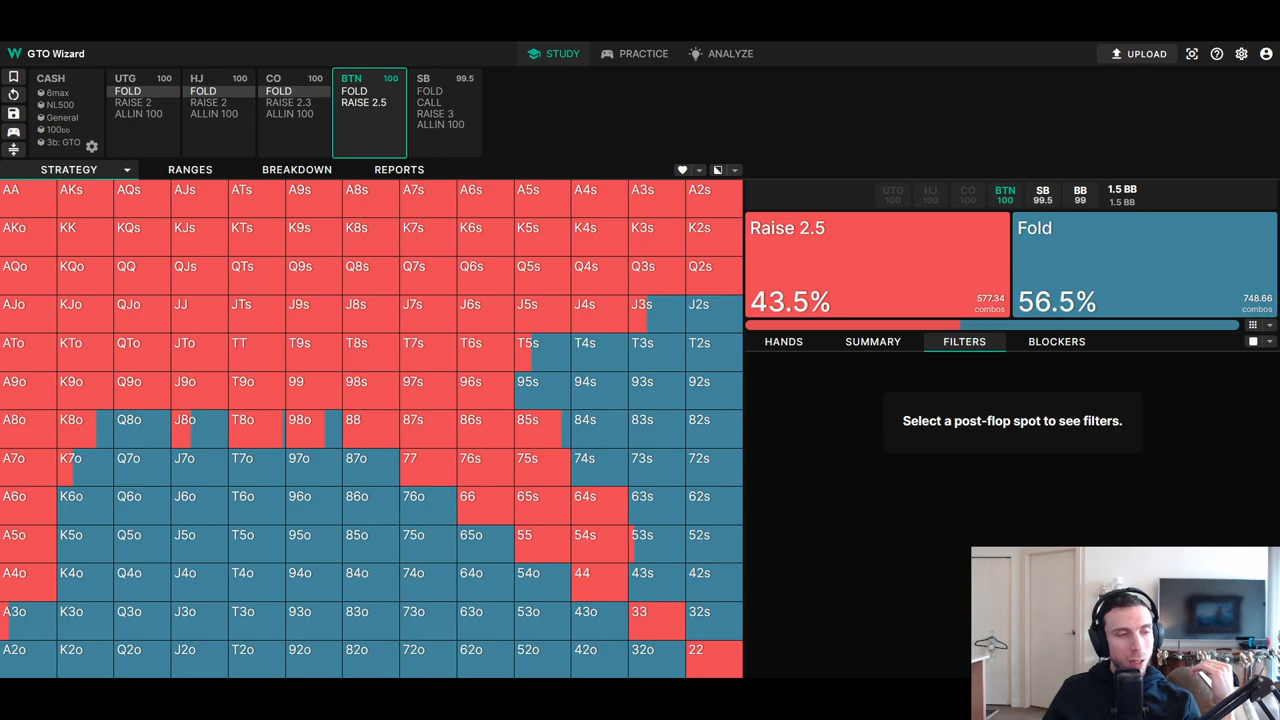 GTO Wizard
STUDY PRACTICE ANALYZE
UPLOAD
CASH
6max
NL500
General
100bb
3b: GTO
UTG 100
FOLD
RAISE 2
ALLIN 100
HJ 100
FOLD
RAISE 2
ALLIN 100
CO 100
FOLD
RAISE 2.3
ALLIN 100
BTN 100
FOLD
RAISE 2.5
SB 99.5
FOLD
CALL
RAISE 3
ALLIN 100
STRATEGY RANGES BREAKDOWN REPORTS
AA AKs AQs AJs ATs A9s A8s A7s A6s A5s A4s A3s A2s
AKo KK KQs KJs KTs K9s K8s K7s K6s K5s K4s K3s K2s
AQo KQo QQ QJs QTs Q9s Q8s Q7s Q6s Q5s Q4s Q3s Q2s
AJo KJo QJo JJ JTs J9s J8s J7s J6s J5s J4s J3s J2s
ATo KTo QTo JTo TT T9s T8s T7s T6s T5s T4s T3s T2s
A9o K9o Q9o J9o T9o 99 98s 97s 96s 95s 94s 93s 92s
A8o K8o Q8o J8o T8o 98o 88 87s 86s 85s 84s 83s 82s
A7o K7o Q7o J7o T7o 97o 87o 77 76s 75s 74s 73s 72s
A6o K6o Q6o J6o T6o 96o 86o 76o 66 65s 64s 63s 62s
A5o K5o Q5o J5o T5o 95o 85o 75o 65o 55 54s 53s 52s
A4o K4o Q4o J4o T4o 94o 84o 74o 64o 54o 44 43s 42s
A3o K3o Q3o J3o T3o 93o 83o 73o 63o 53o 43o 33 32s
A2o K2o Q2o J2o T2o 92o 82o 72o 62o 52o 42o 32o 22
UTG HJ CO BTN SB BB 1.5 BB
100 100 100 100 99.5 99 1.5 BB
Raise 2.5
43.5%
577.34
combos
Fold
56.5%
748.66
combos
HANDS SUMMARY FILTERS BLOCKERS
Select a post-flop spot to see filters.